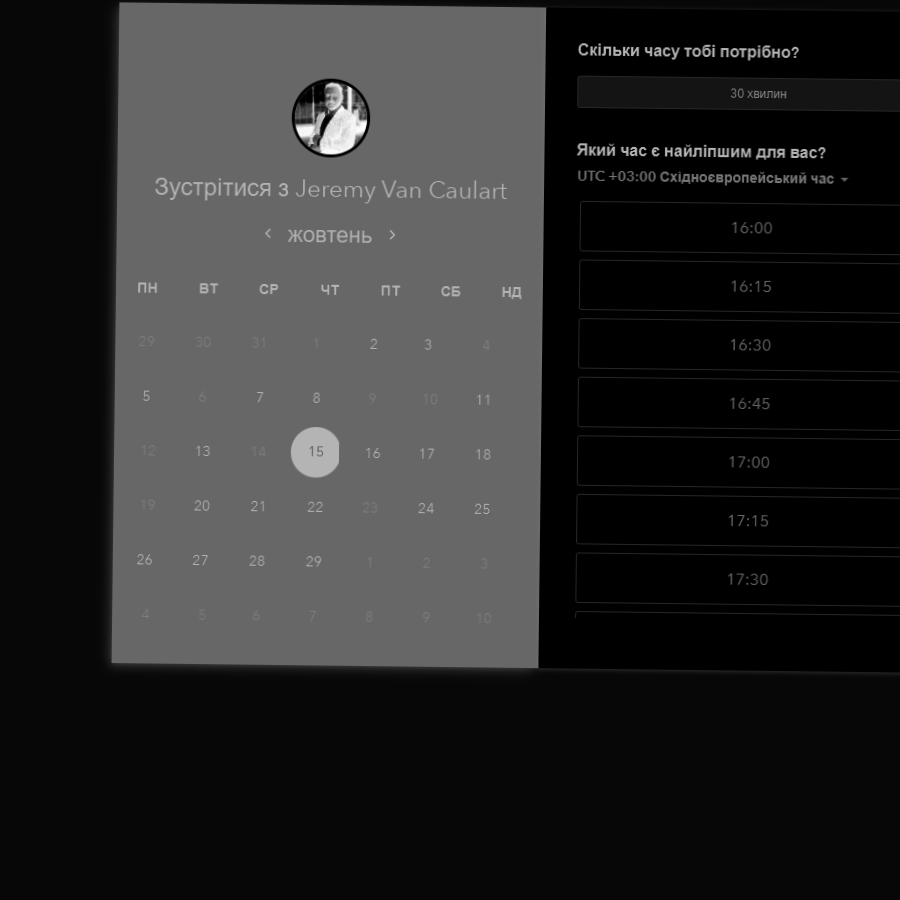 Зустрітися з Jeremy Van Caulart
‹ жовтень ›
ПН ВТ СР ЧТ ПТ СБ НД
29 30 31 1 2 3 4
5 6 7 8 9 10 11
12 13 14 15 16 17 18
19 20 21 22 23 24 25
26 27 28 29 1 2 3
4 5 6 7 8 9 10
Скільки часу тобі потрібно?
30 хвилин
Який час є найліпшим для вас?
UTC +03:00 Східноєвропейський час
16:00
16:15
16:30
16:45
17:00
17:15
17:30